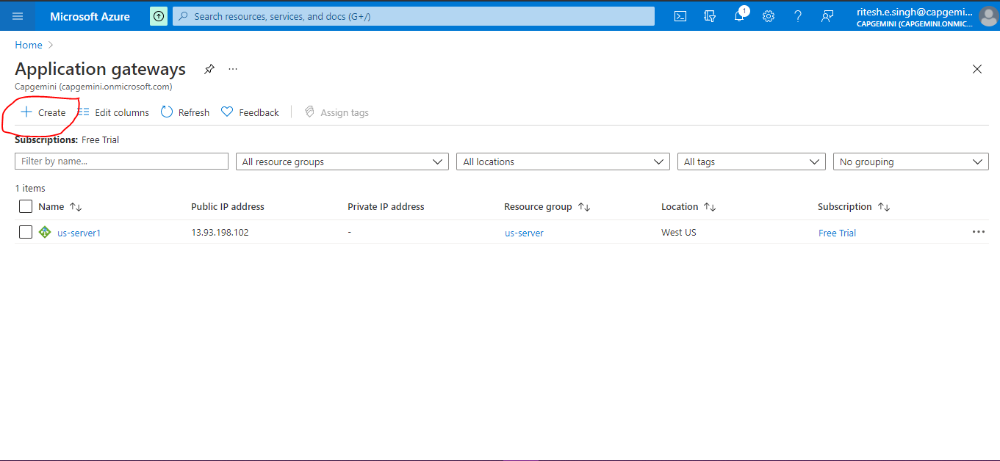 Microsoft Azure
Search resources, services, and docs (G+/)
1
ritesh.e.singh@capgemi...
CAPGEMINI (CAPGEMINI.ONMIC...
Home >
Application gateways ...
Capgemini (capgemini.onmicrosoft.com)
+ Create Edit columns Refresh Feedback | Assign tags
Subscriptions: Free Trial
Filter by name... All resource groups All locations All tags No grouping
1 items
Name ↑↓ Public IP address Private IP address Resource group ↑↓ Location ↑↓ Subscription ↑↓
us-server1 13.93.198.102 - us-server West US Free Trial ...